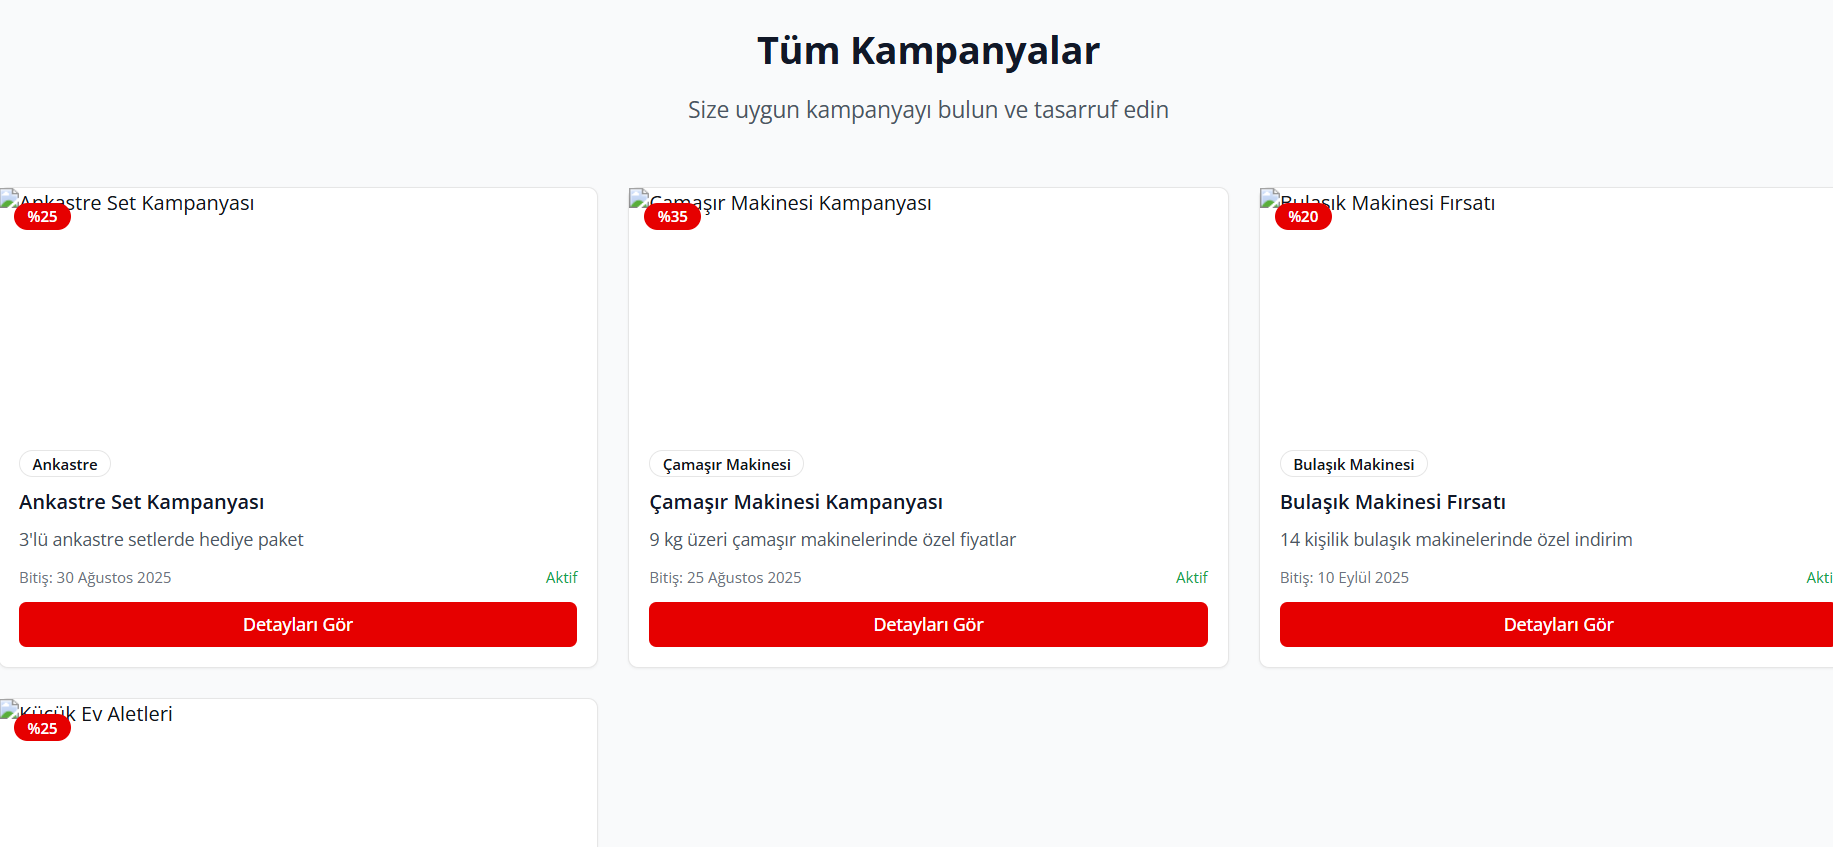 Tüm Kampanyalar
Size uygun kampanyayı bulun ve tasarruf edin
Ankastre Set Kampanyası
%25
Ankastre
Ankastre Set Kampanyası
3'lü ankastre setlerde hediye paket
Bitiş: 30 Ağustos 2025
Aktif
Detayları Gör
Çamaşır Makinesi Kampanyası
%35
Çamaşır Makinesi
Çamaşır Makinesi Kampanyası
9 kg üzeri çamaşır makinelerinde özel fiyatlar
Bitiş: 25 Ağustos 2025
Aktif
Detayları Gör
Bulaşık Makinesi Fırsatı
%20
Bulaşık Makinesi
Bulaşık Makinesi Fırsatı
14 kişilik bulaşık makinelerinde özel indirim
Bitiş: 10 Eylül 2025
Akti
Detayları Gör
Küçük Ev Aletleri
%25